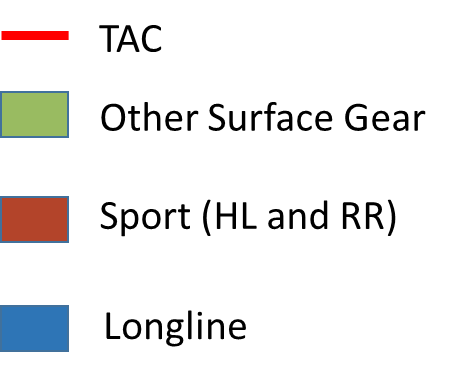 TAC
Other Surface Gear
Sport (HL and RR)
Longline